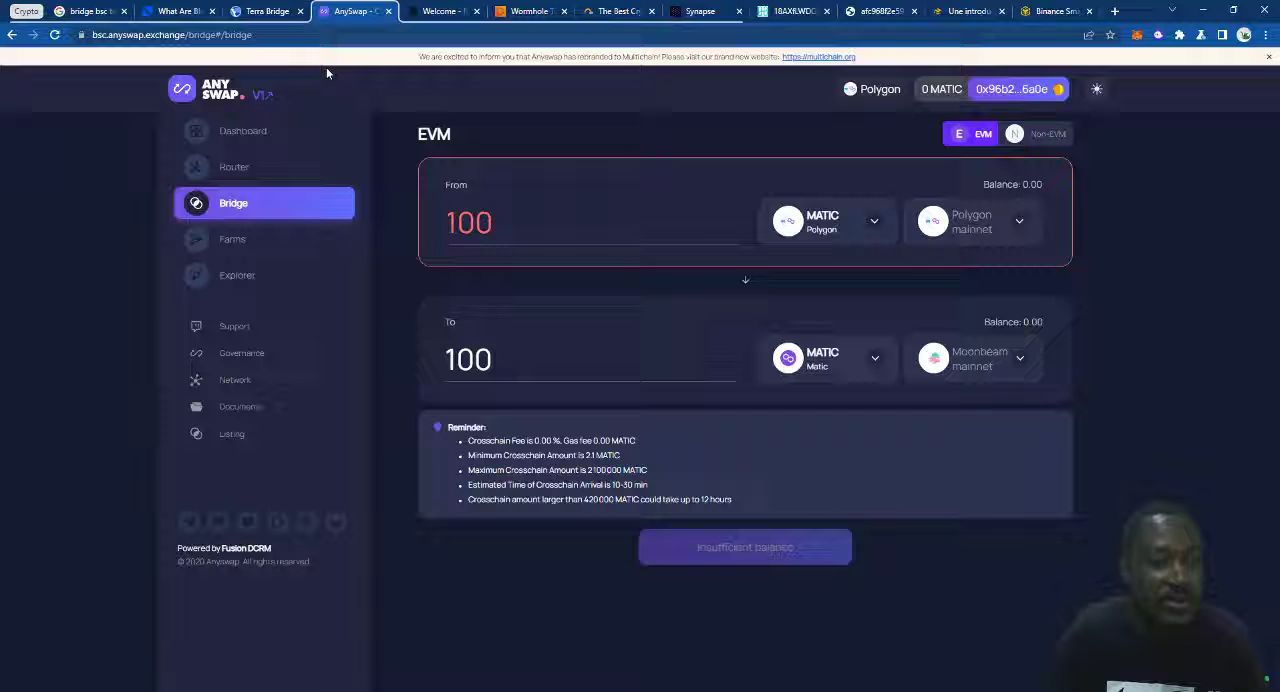 Crypto
bridge bsc t
What Are Bl
Terra Bridge
AnySwap - C
Welcome -
Wormhole T
The Best Cry
Synapse
18AXfLWDG
afc968f2e59
Une introdu
Binance Sma
bsc.anyswap.exchange/bridge#/bridge
We are excited to inform you that Anyswap has rebranded to Multichain! Please visit our brand new website: https://multichain.org
ANY
SWAP.
V1↗
Polygon
0 MATIC
0x96b2...6a0e
Dashboard
Router
Bridge
Farms
Explorer
Support
Governance
Network
Documents
Listing
Powered by Fusion DCRM
© 2020 Anyswap. All rights reserved.
EVM
E EVM
N Non-EVM
From
Balance: 0.00
100
MATIC
Polygon
Polygon
mainnet
To
Balance: 0.00
100
MATIC
Matic
Moonbeam
mainnet
Reminder:
Crosschain Fee is 0.00 %, Gas fee 0.00 MATIC
Minimum Crosschain Amount is 2.1 MATIC
Maximum Crosschain Amount is 2100000 MATIC
Estimated Time of Crosschain Arrival is 10-30 min
Crosschain amount larger than 420000 MATIC could take up to 12 hours
Insufficient balance